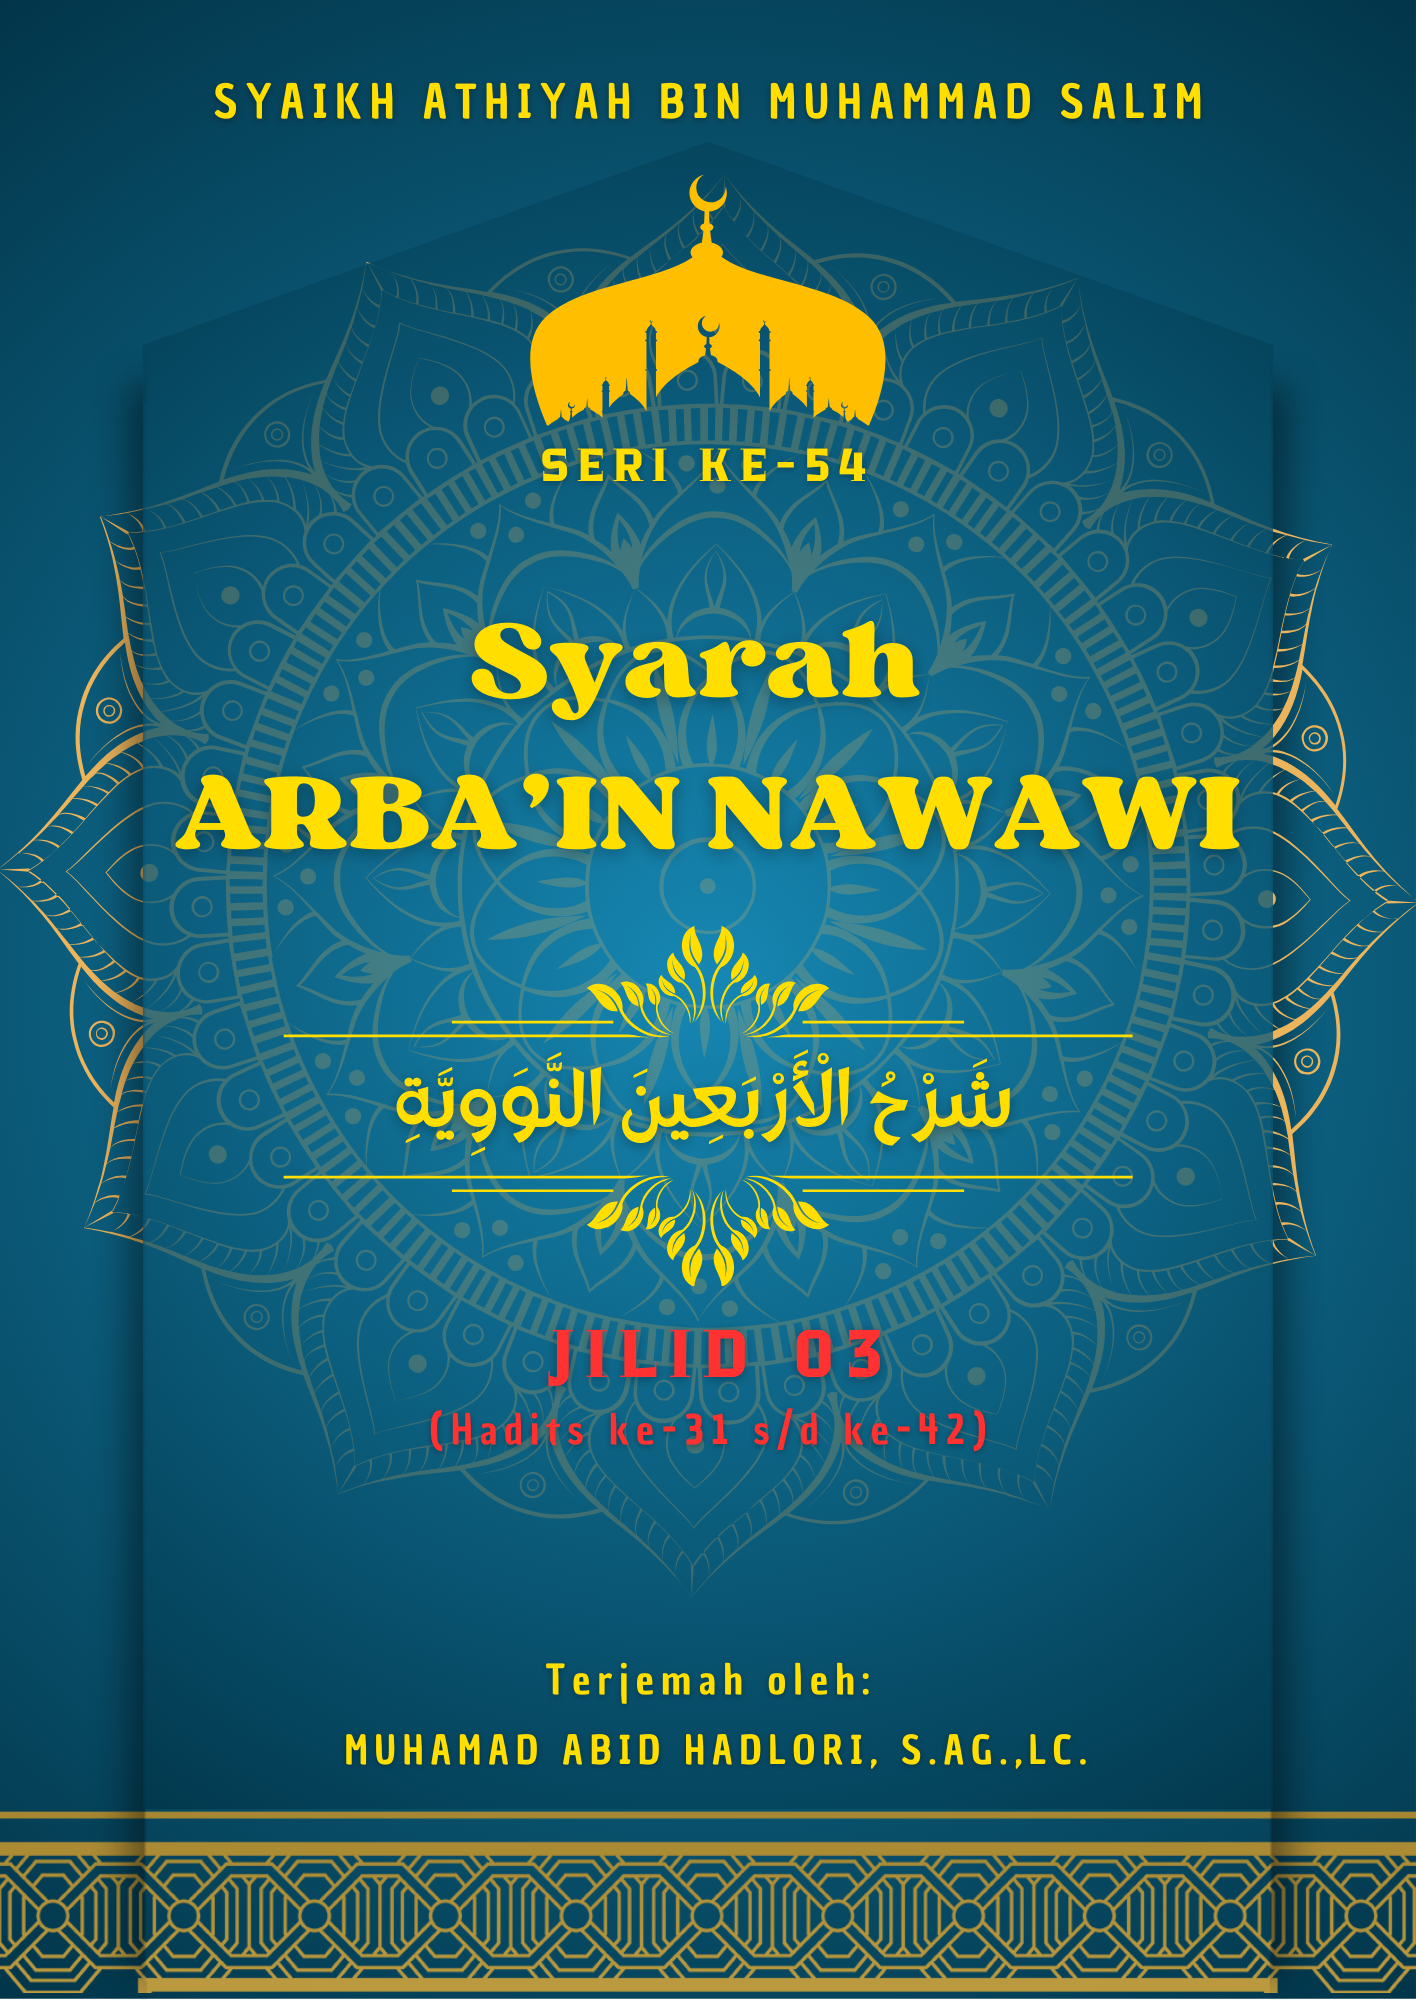 SYAIKH ATHIYAH BIN MUHAMMAD SALIM
SERI KE-54
Syarah
ARBA'IN NAWAWI
شَرْحُ الْأَرْبَعِينَ النَّوَوِيَّةِ
JILID 03
(Hadits ke-31 s/d ke-42)
Terjemah oleh:
MUHAMAD ABID HADLORI, S.AG.,LC.